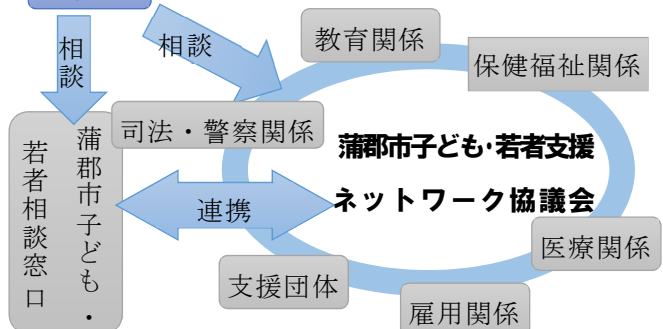 相談
相談
教育関係
保健福祉関係
司法・警察関係
蒲郡市子ども・若者支援
ネットワーク協議会
連携
蒲郡市子ども・
若者相談窓口
医療関係
支援団体
雇用関係